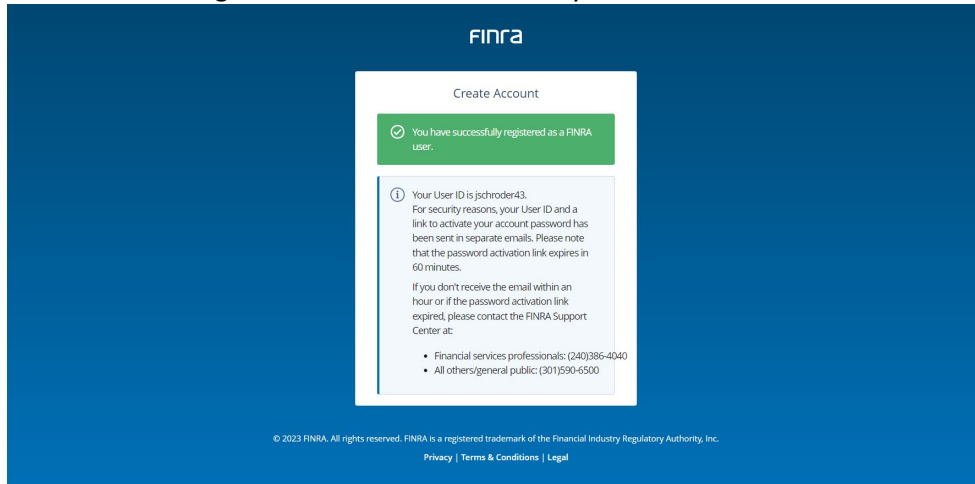 FINRA
Create Account
You have successfully registered as a FINRA
user.
Your User ID is jschroder43.
For security reasons, your User ID and a
link to activate your account password has
been sent in separate emails. Please note
that the password activation link expires in
60 minutes.
If you don't receive the email within an
hour or if the password activation link
expired, please contact the FINRA Support
Center at:
• Financial services professionals: (240)386-4040
• All others/general public: (301)590-6500
© 2023 FINRA. All rights reserved. FINRA is a registered trademark of the Financial Industry Regulatory Authority, Inc.
Privacy | Terms & Conditions | Legal